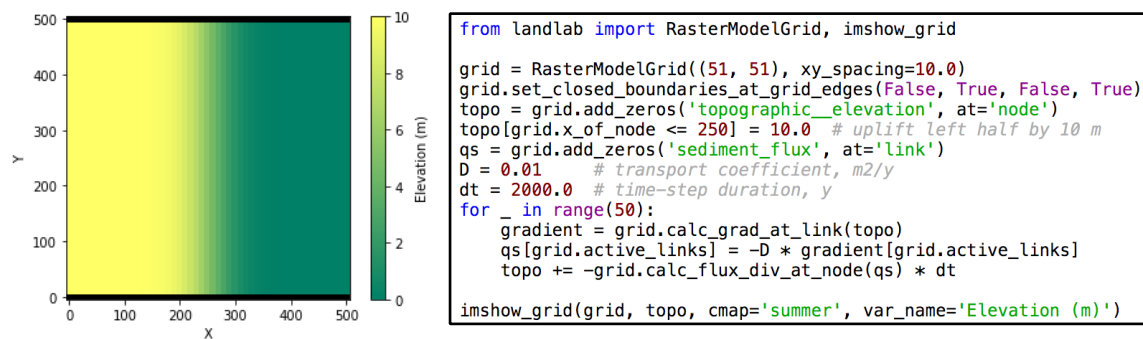 500
400
300
200
100
0
Y
0 100 200 300 400 500
X
10
8
6
4
2
0
Elevation (m)
from landlab import RasterModelGrid, imshow_grid
grid = RasterModelGrid((51, 51), xy_spacing=10.0)
grid.set_closed_boundaries_at_grid_edges(False, True, False, True)
topo = grid.add_zeros('topographic__elevation', at='node')
topo[grid.x_of_node <= 250] = 10.0  # uplift left half by 10 m
qs = grid.add_zeros('sediment_flux', at='link')
D = 0.01      # transport coefficient, m2/y
dt = 2000.0  # time-step duration, y
for _ in range(50):
    gradient = grid.calc_grad_at_link(topo)
    qs[grid.active_links] = -D * gradient[grid.active_links]
    topo += -grid.calc_flux_div_at_node(qs) * dt
imshow_grid(grid, topo, cmap='summer', var_name='Elevation (m)')